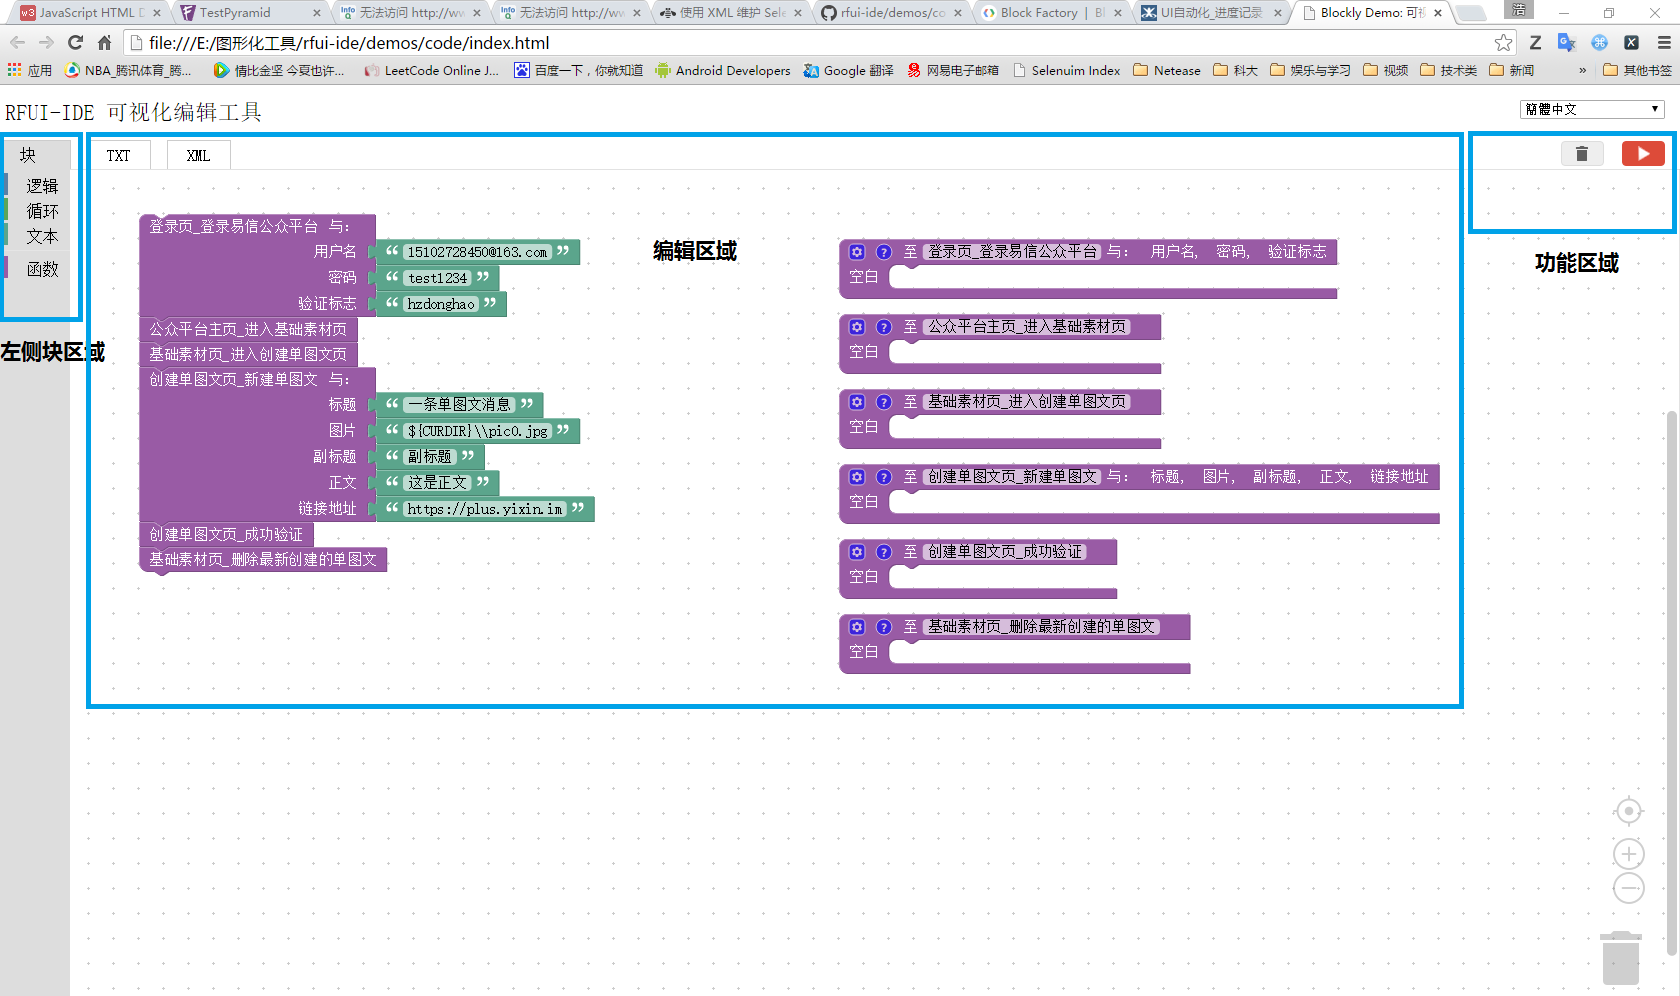 JavaScript HTML D
TestPyramid
无法访问 http://ww
无法访问 http://ww
使用 XML 维护 Sele
rfui-ide/demos/co
Block Factory | Bl
UI自动化_进度记录
Blockly Demo: 可视
浩
file:///E:/图形化工具/rfui-ide/demos/code/index.html
应用
NBA_腾讯体育_腾...
情比金坚 今夏也许...
LeetCode Online J...
百度一下，你就知道
Android Developers
Google 翻译
网易电子邮箱
Selenuim Index
Netease
科大
娱乐与学习
视频
技术类
新闻
»
其他书签
RFUI-IDE 可视化编辑工具
簡體中文
块
TXT
XML
逻辑
循环
文本
函数
左侧块区域
编辑区域
功能区域
登录页_登录易信公众平台 与:
用户名 “ 15102728450@163.com ”
密码 “ test1234 ”
验证标志 “ hzdonghao ”
公众平台主页_进入基础素材页
基础素材页_进入创建单图文页
创建单图文页_新建单图文 与:
标题 “ 一条单图文消息 ”
图片 “ ${CURDIR}\\pic0.jpg ”
副标题 “ 副标题 ”
正文 “ 这是正文 ”
链接地址 “ https://plus.yixin.im ”
创建单图文页_成功验证
基础素材页_删除最新创建的单图文
? 至 登录页_登录易信公众平台 与: 用户名, 密码, 验证标志
空白
? 至 公众平台主页_进入基础素材页
空白
? 至 基础素材页_进入创建单图文页
空白
? 至 创建单图文页_新建单图文 与: 标题, 图片, 副标题, 正文, 链接地址
空白
? 至 创建单图文页_成功验证
空白
? 至 基础素材页_删除最新创建的单图文
空白